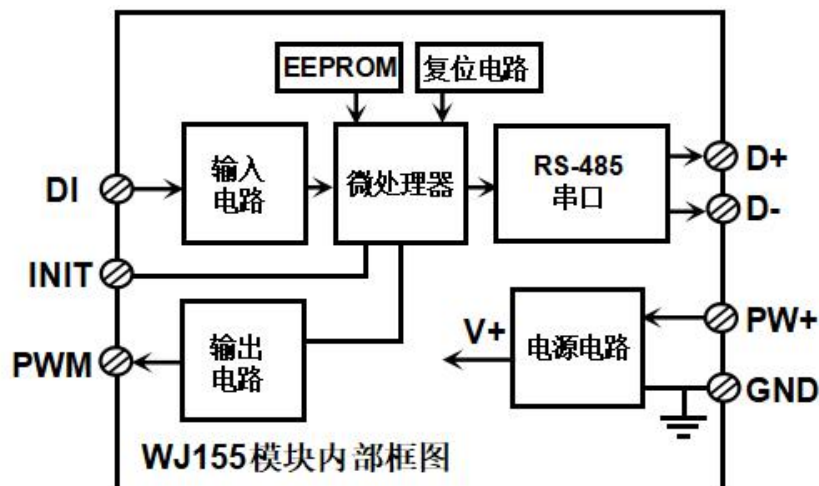 EEPROM
复位电路
DI
输入
电路
微处理器
RS-485
串口
D+
D-
INIT
PWM
输出
电路
V+
电源电路
PW+
GND
WJ155模块内部框图